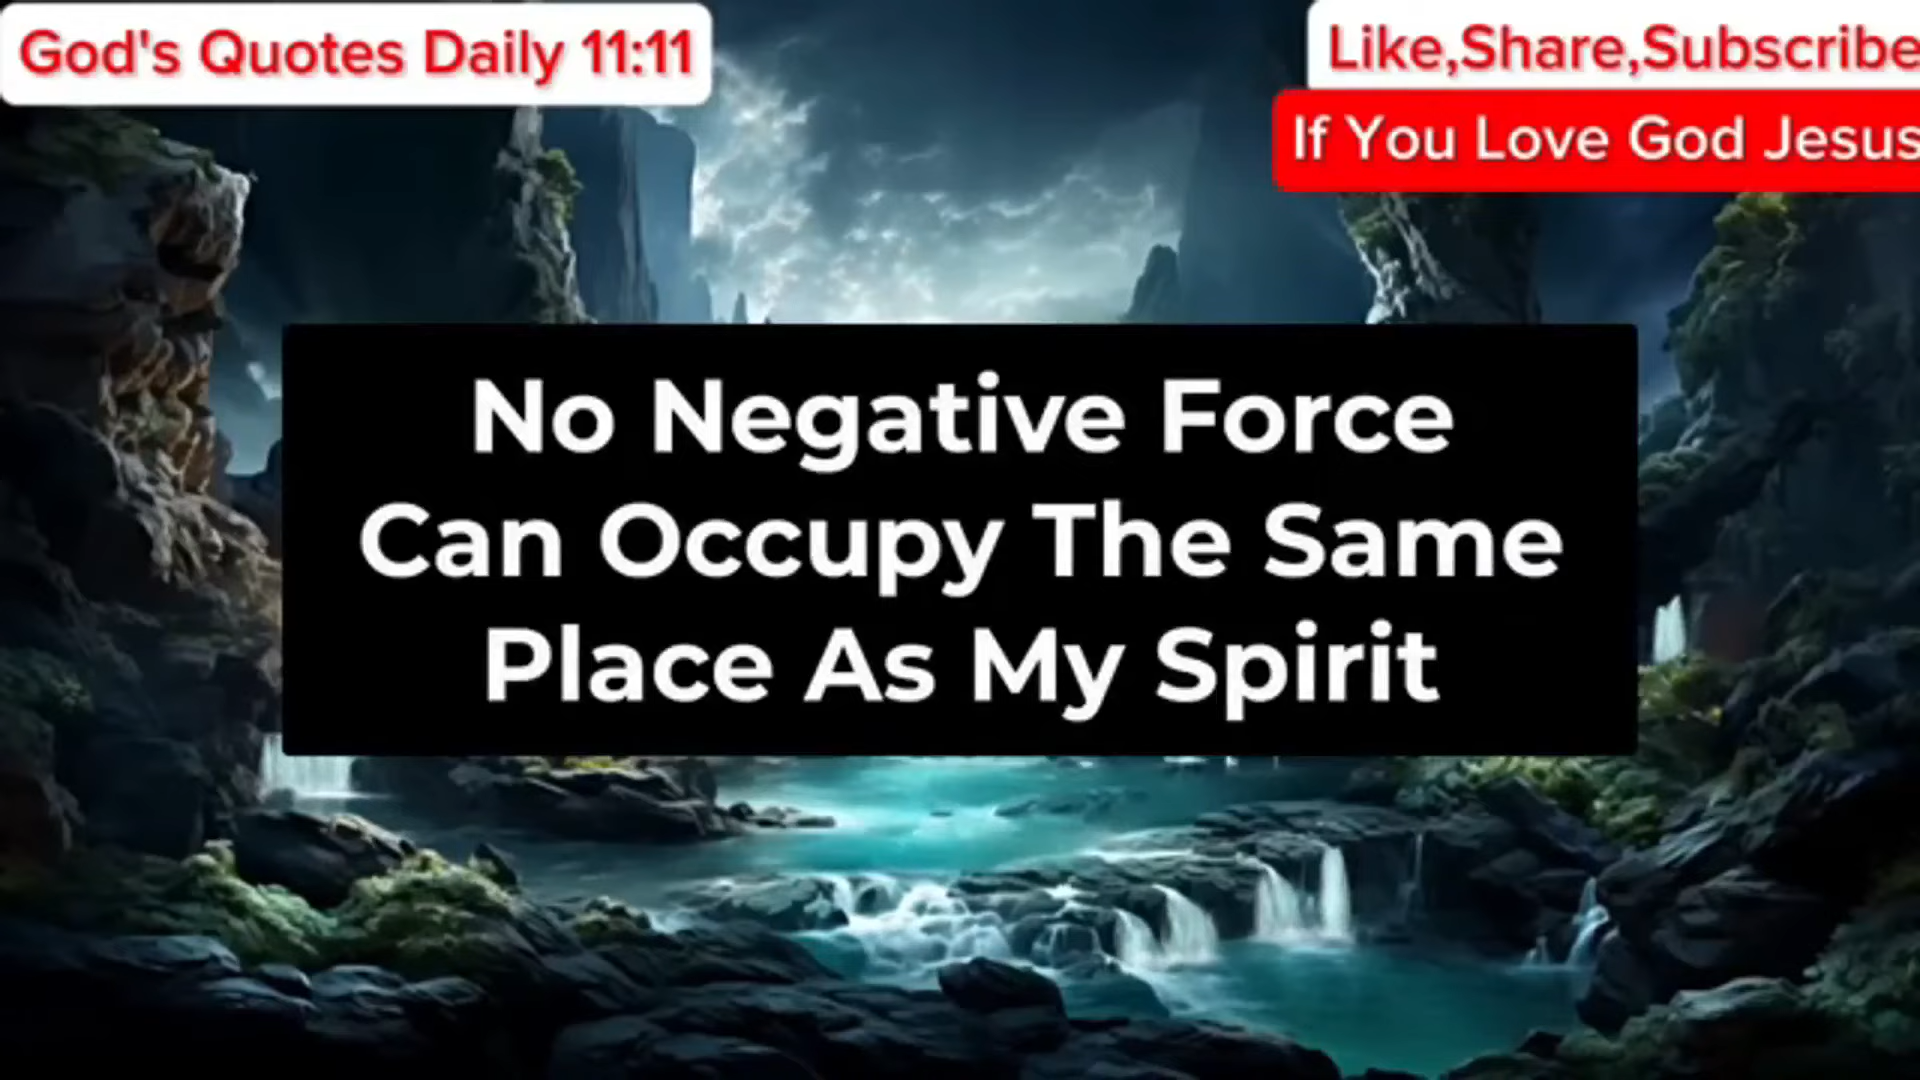 God's Quotes Daily 11:11
Like,Share,Subscribe
If You Love God Jesus
No Negative Force
Can Occupy The Same
Place As My Spirit